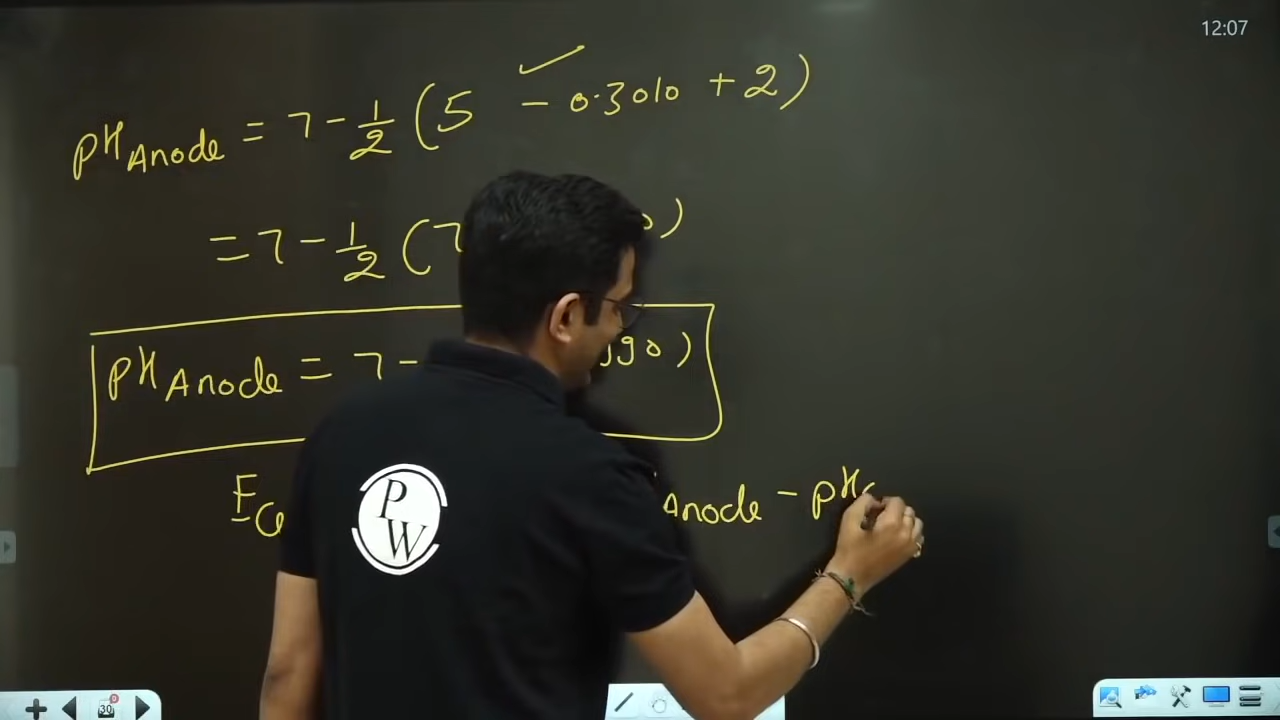 12:07
pH Anode = 7 - 1/2 (5 - 0.3010 + 2)
= 7 - 1/2 (7
pH Anode = 7 - 990)
E
Anode - pH
P
W
30